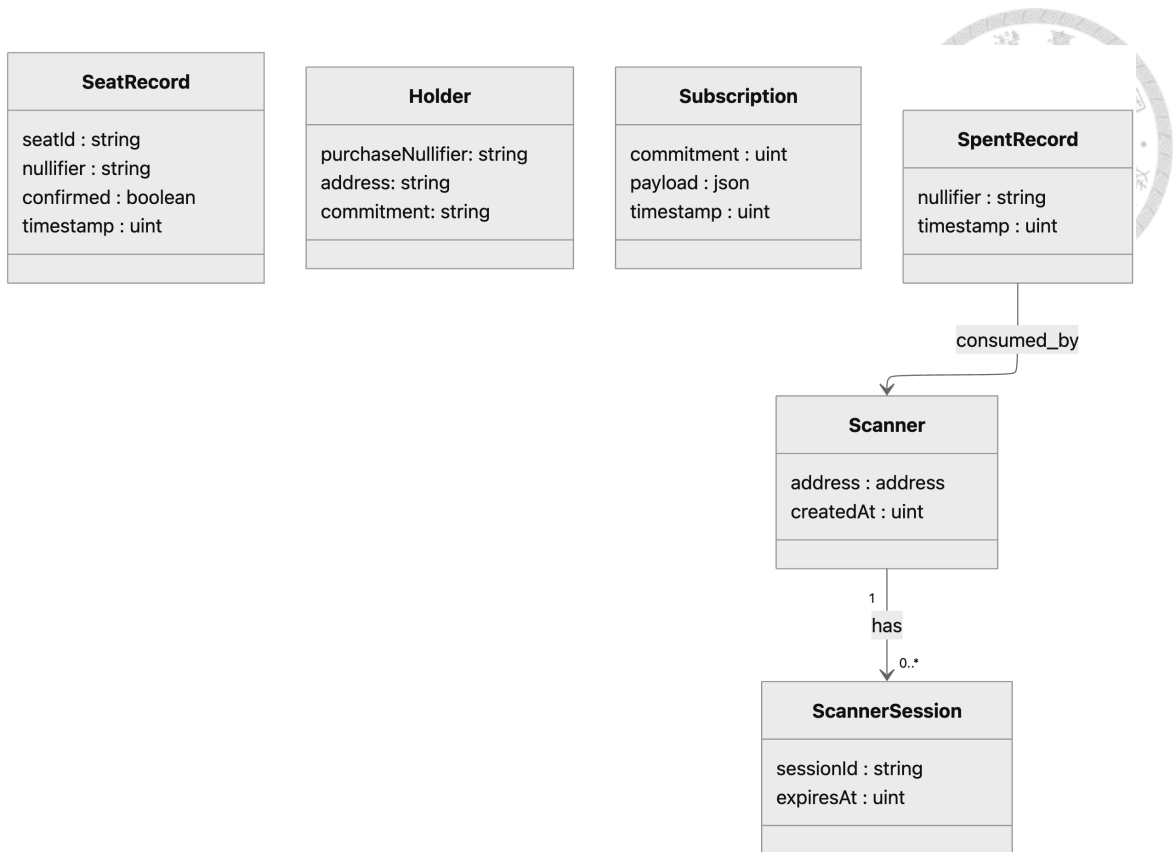 SeatRecord
seatId : string
nullifier : string
confirmed : boolean
timestamp : uint
Holder
purchaseNullifier: string
address: string
commitment: string
Subscription
commitment : uint
payload : json
timestamp : uint
SpentRecord
nullifier : string
timestamp : uint
consumed_by
Scanner
address : address
createdAt : uint
1
has
0..*
ScannerSession
sessionId : string
expiresAt : uint